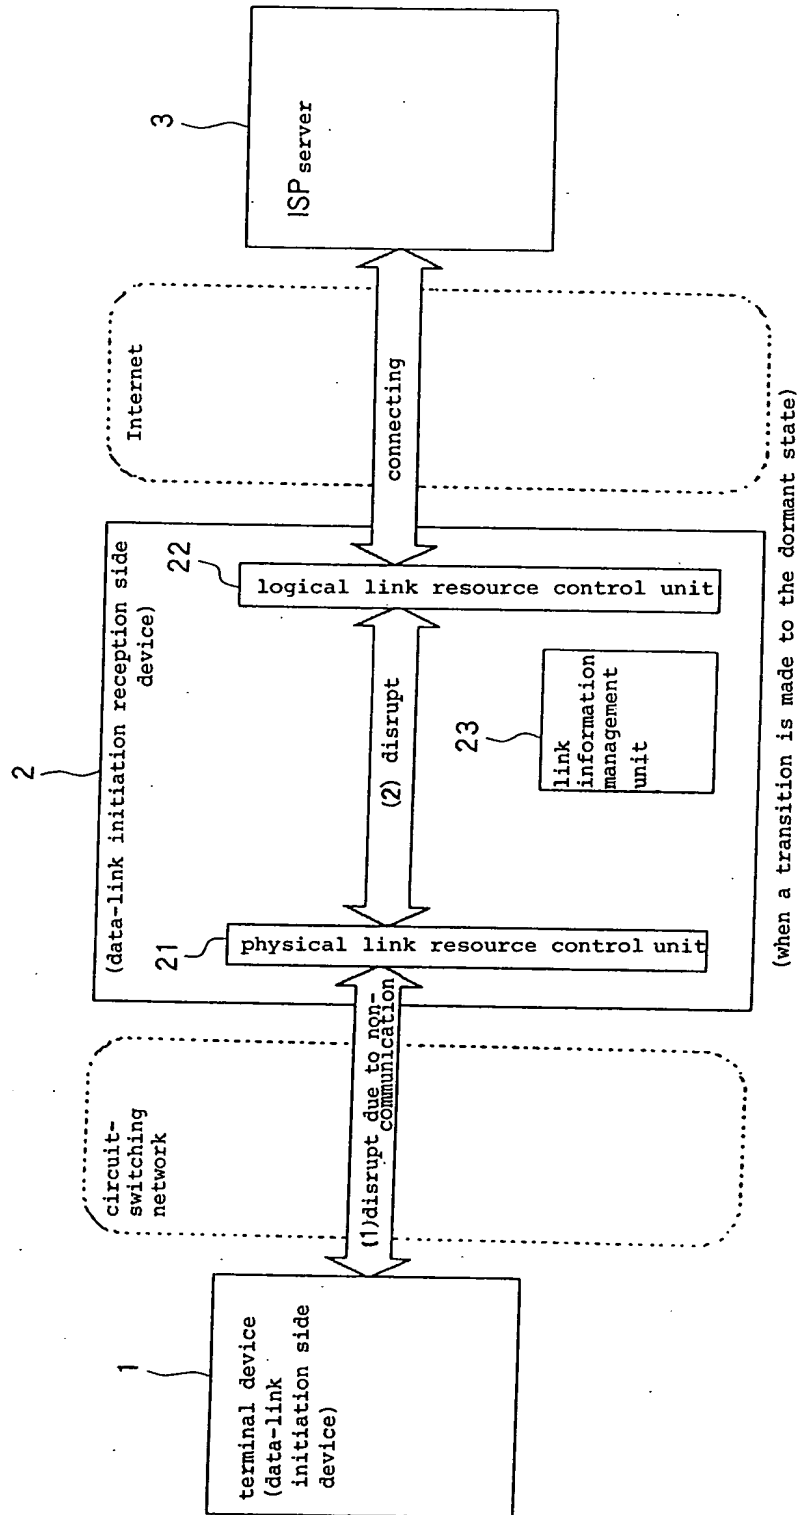 1
terminal device
(data-link
initiation side
device)
circuit-
switching
network
(1)disrupt due to non-
communication
2
(data-link initiation reception side
device)
21
physical link resource control unit
(2) disrupt
22
logical link resource control unit
23
link
information
management
unit
Internet
connecting
3
ISP server
(when a transition is made to the dormant state)